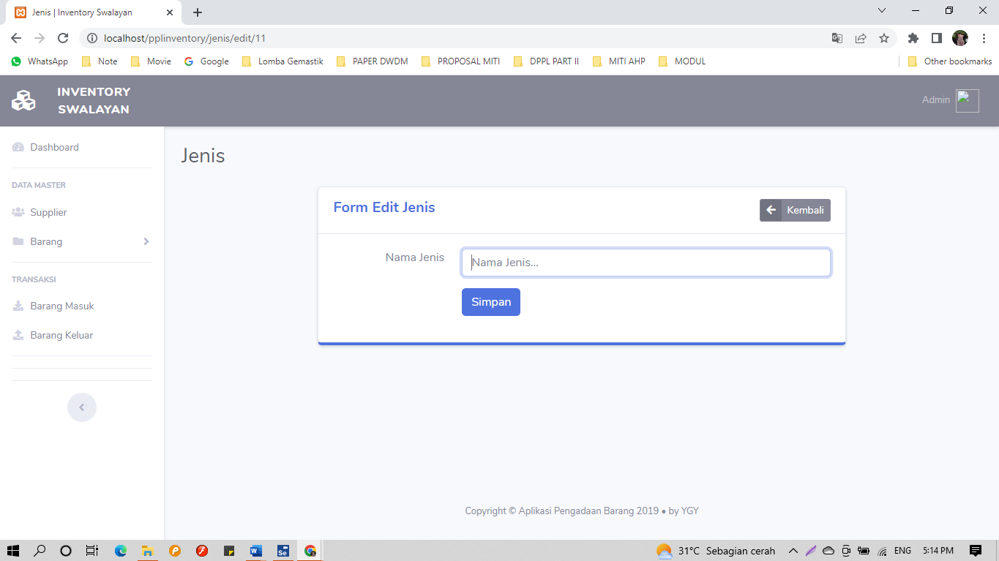 Jenis | Inventory Swalayan
localhost/pplinventory/jenis/edit/11
WhatsApp Note Movie Google Lomba Gemastik PAPER DWDM PROPOSAL MITI DPPL PART II MITI AHP MODUL Other bookmarks
INVENTORY
SWALAYAN
Admin
Dashboard
DATA MASTER
Supplier
Barang
TRANSAKSI
Barang Masuk
Barang Keluar
Jenis
Form Edit Jenis
Kembali
Nama Jenis
Nama Jenis...
Simpan
Copyright © Aplikasi Pengadaan Barang 2019 • by YGY
31°C Sebagian cerah
ENG
5:14 PM